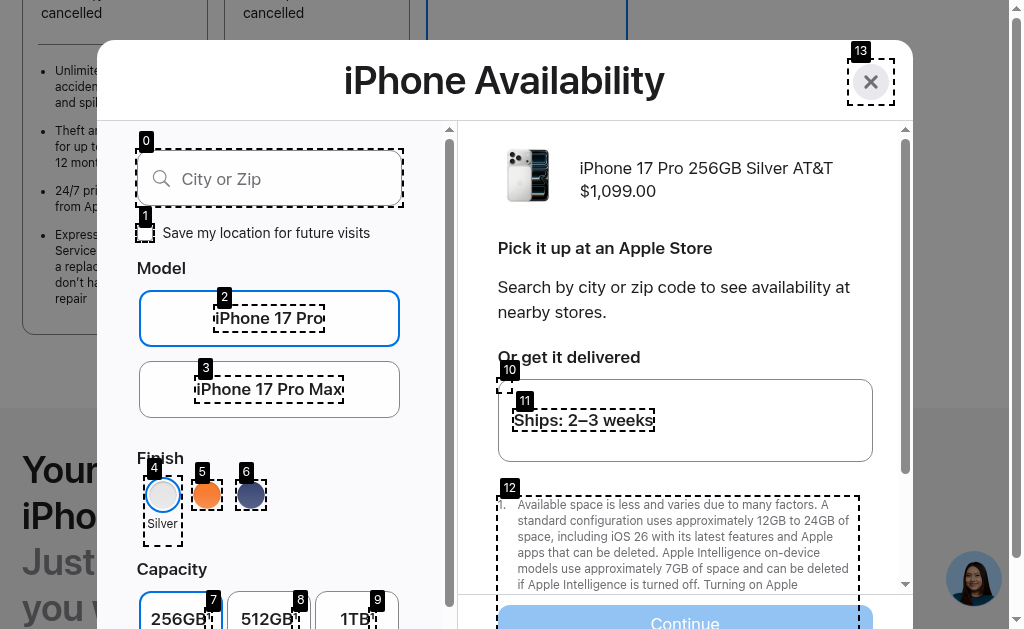 cancelled
cancelled
Unlimite
acciden
and spil
Theft ar
for up to
12 mont
24/7 pri
from Ap
Express
Service
a replac
don't ha
repair
Your
iPho
Just
you w
iPhone Availability
13
0
City or Zip
1
Save my location for future visits
Model
2
iPhone 17 Pro
3
iPhone 17 Pro Max
Finish
4
5
6
Silver
Capacity
7
8
9
256GB
512GB
1TB
iPhone 17 Pro 256GB Silver AT&T
$1,099.00
Pick it up at an Apple Store
Search by city or zip code to see availability at
nearby stores.
Or get it delivered
10
11
Ships: 2–3 weeks
12
1. Available space is less and varies due to many factors. A
standard configuration uses approximately 12GB to 24GB of
space, including iOS 26 with its latest features and Apple
apps that can be deleted. Apple Intelligence on-device
models use approximately 7GB of space and can be deleted
if Apple Intelligence is turned off. Turning on Apple
Continue